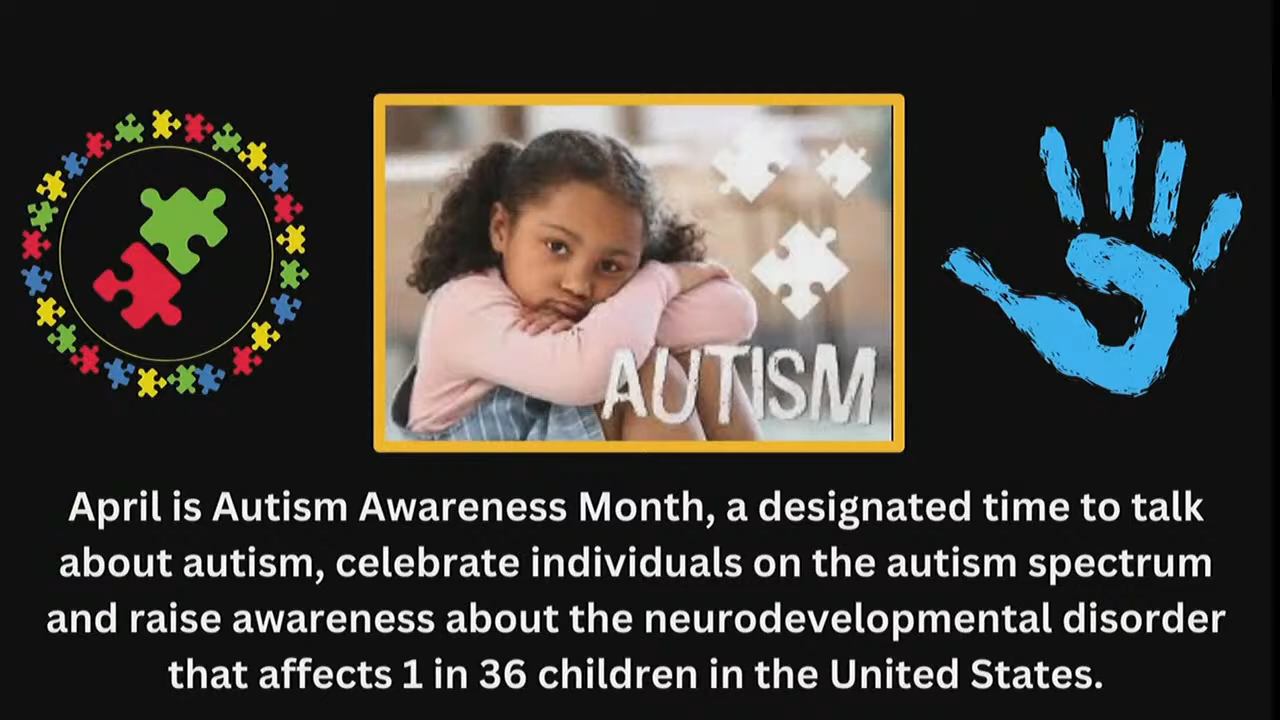 AUTISM
April is Autism Awareness Month, a designated time to talk
about autism, celebrate individuals on the autism spectrum
and raise awareness about the neurodevelopmental disorder
that affects 1 in 36 children in the United States.